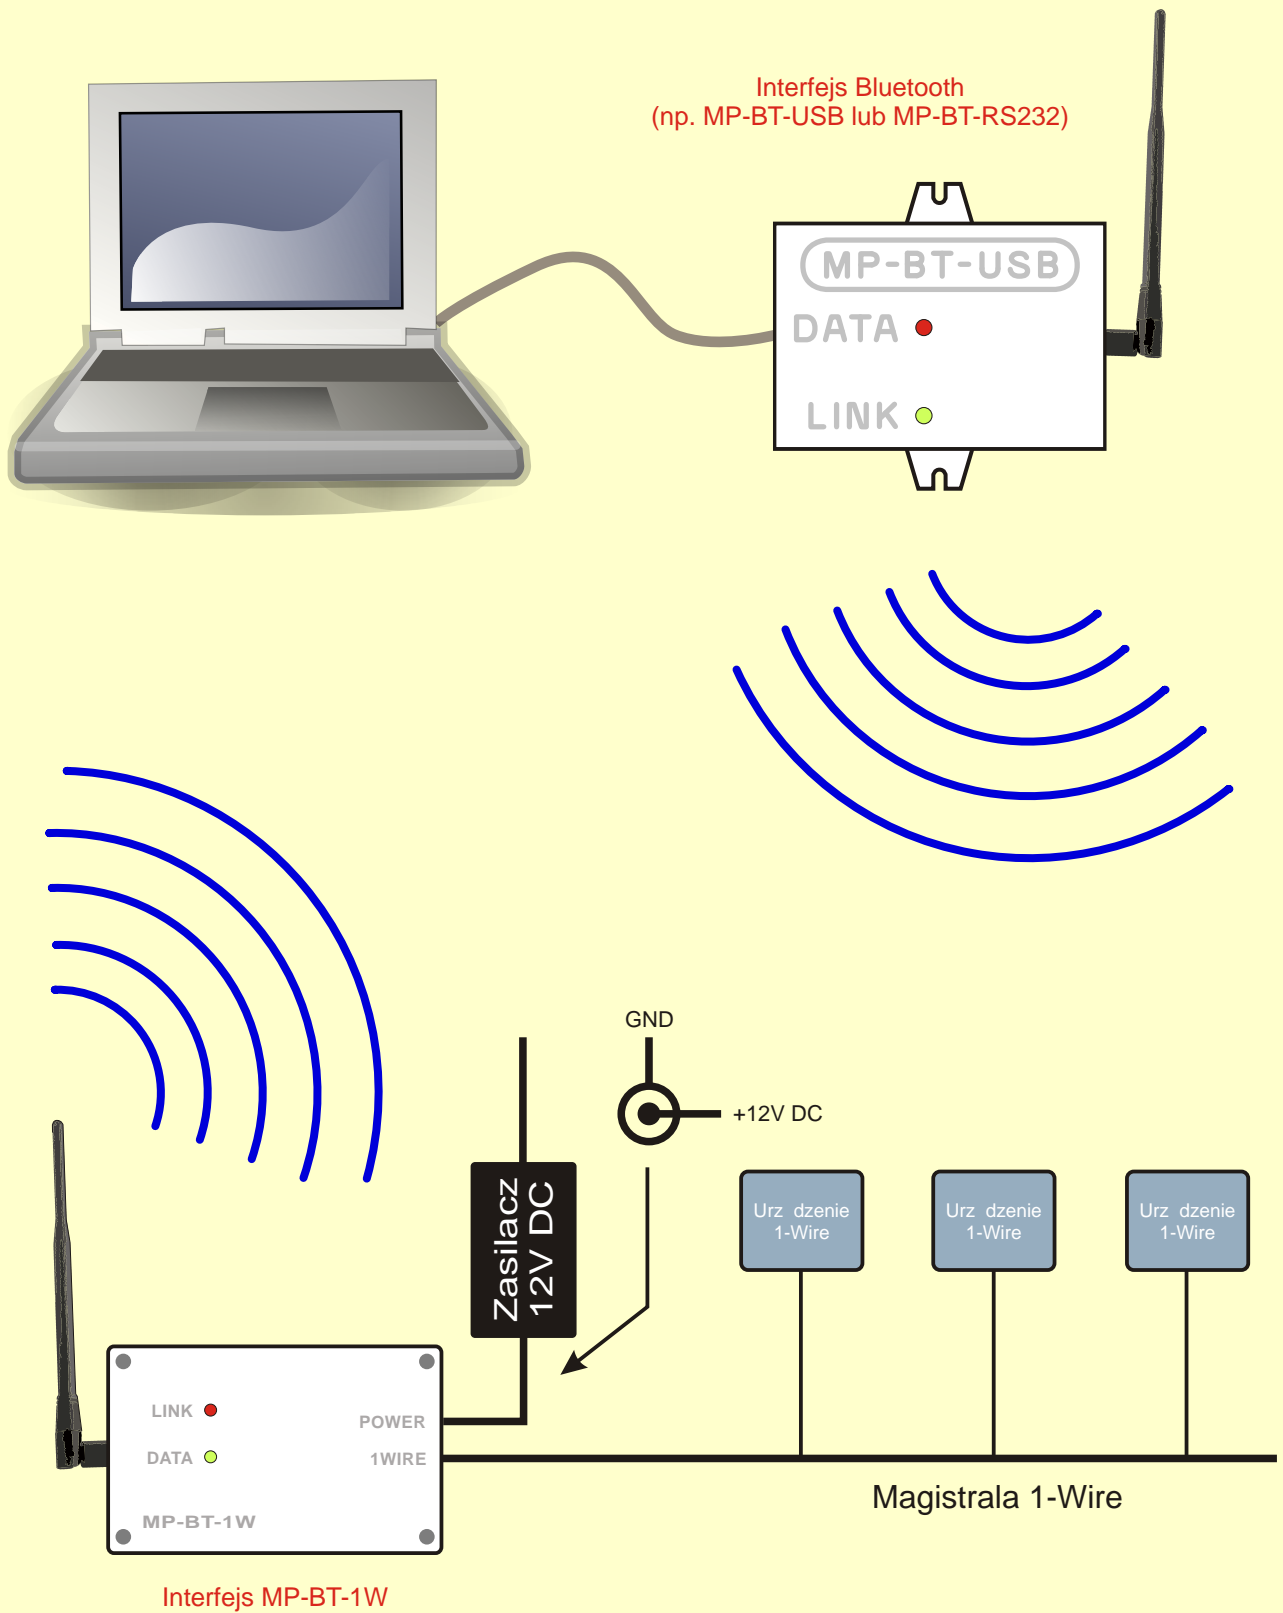 Interfejs Bluetooth
(np. MP-BT-USB lub MP-BT-RS232)
MP-BT-USB
DATA
LINK
GND
+12V DC
Zasilacz
12V DC
Urz dzenie
1-Wire
Urz dzenie
1-Wire
Urz dzenie
1-Wire
LINK
POWER
DATA
1WIRE
MP-BT-1W
Magistrala 1-Wire
Interfejs MP-BT-1W